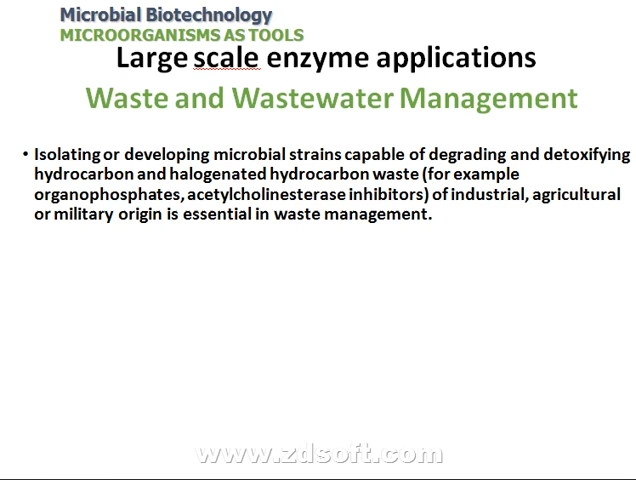 Microbial Biotechnology
MICROORGANISMS AS TOOLS
Large scale enzyme applications
Waste and Wastewater Management
• Isolating or developing microbial strains capable of degrading and detoxifying
hydrocarbon and halogenated hydrocarbon waste (for example
organophosphates, acetylcholinesterase inhibitors) of industrial, agricultural
or military origin is essential in waste management.
www.zdsoft.com